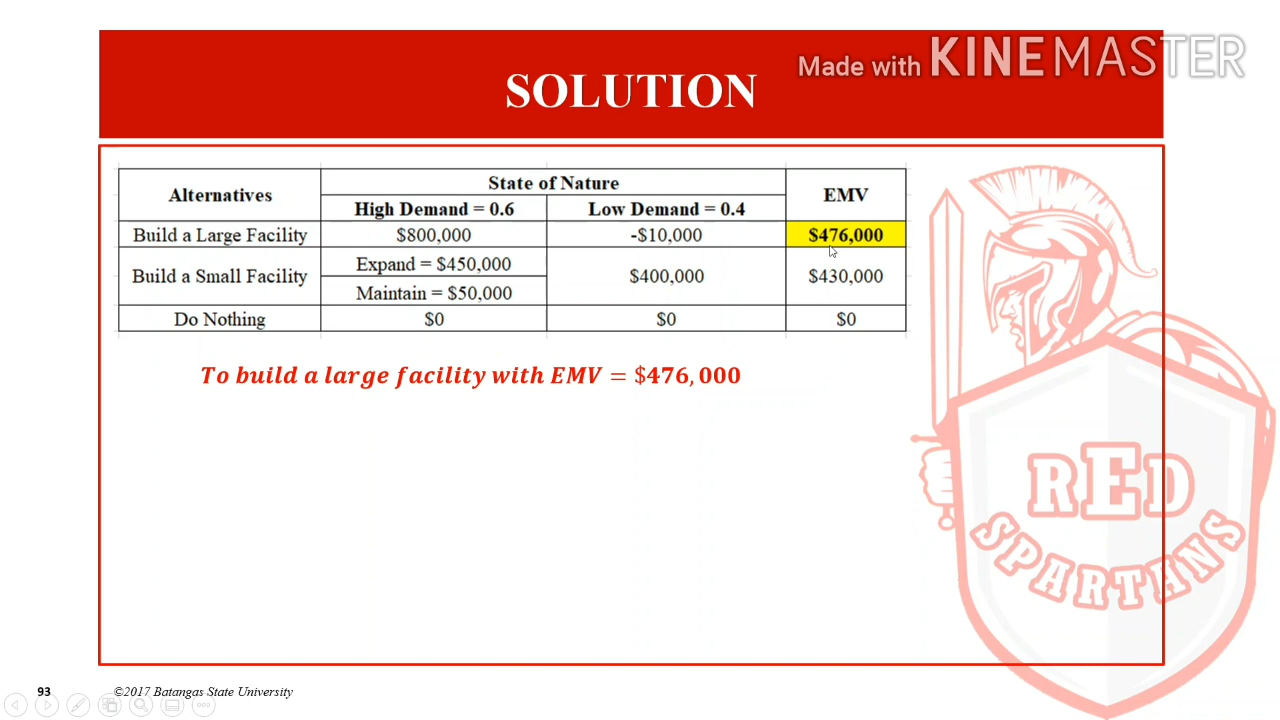 Made with KINEMASTER
SOLUTION
Alternatives
State of Nature
EMV
High Demand = 0.6
Low Demand = 0.4
Build a Large Facility
$800,000
-$10,000
$476,000
Build a Small Facility
Expand = $450,000
Maintain = $50,000
$400,000
$430,000
Do Nothing
$0
$0
$0
To build a large facility with EMV = $476,000
RED
SPARTANS
93
©2017 Batangas State University